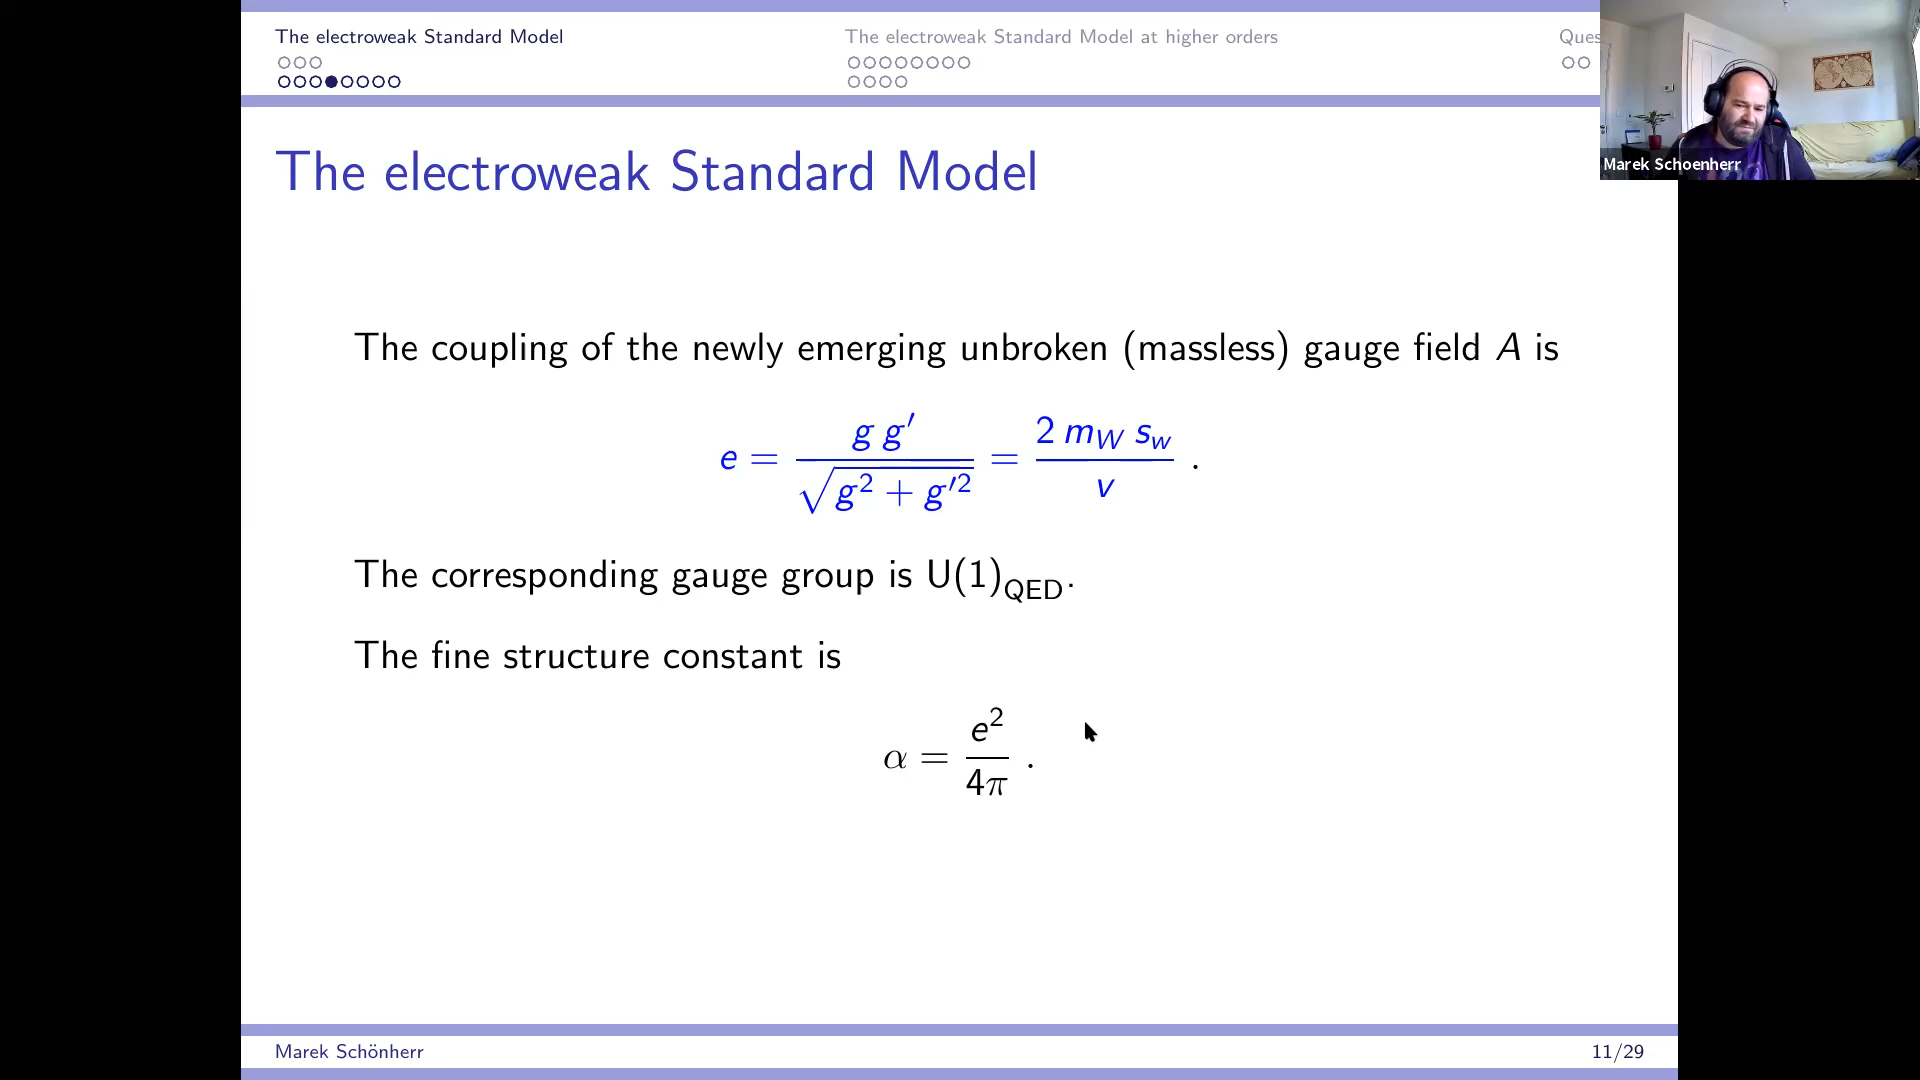 The electroweak Standard Model
The electroweak Standard Model at higher orders
Ques
Marek Schoenherr
The electroweak Standard Model
The coupling of the newly emerging unbroken (massless) gauge field A is
e = g g′ / √(g² + g′²) = 2 m_W s_w / v .
The corresponding gauge group is U(1)_QED.
The fine structure constant is
α = e² / 4π .
Marek Schönherr
11/29